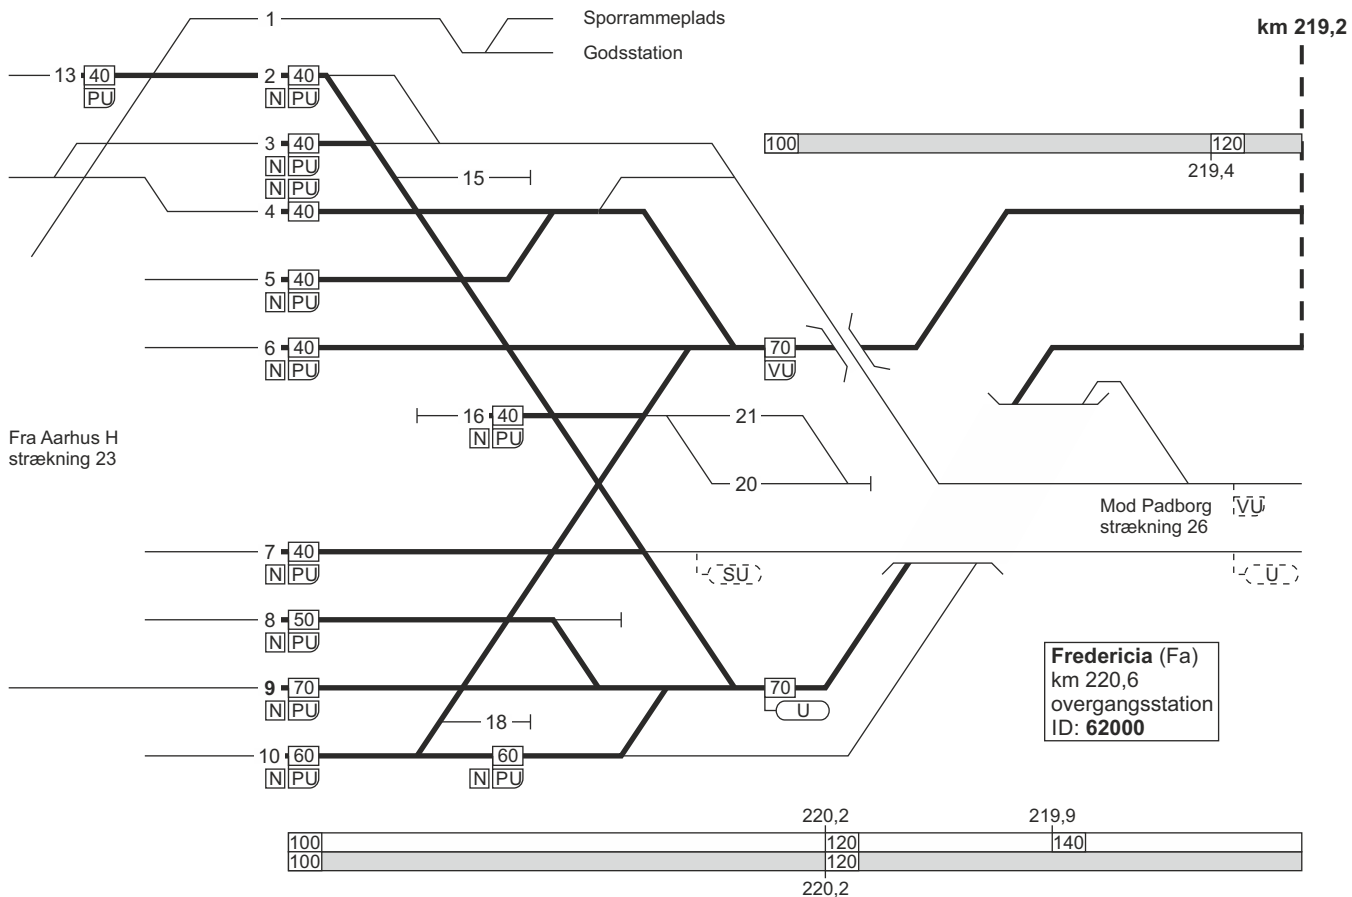 1
Sporrammeplads
Godsstation
km 219,2
13 40
PU
2 40
N PU
3 40
N PU
N PU
4 40
15
100
120
219,4
5 40
N PU
6 40
N PU
70
VU
16 40
N PU
21
20
Fra Aarhus H
strækning 23
Mod Padborg
strækning 26
VU
7 40
N PU
SU
U
8 50
N PU
9 70
N PU
70
U
18
10 60
N PU
60
N PU
Fredericia (Fa)
km 220,6
overgangsstation
ID: 62000
220,2
219,9
100 120 140
100 120
220,2